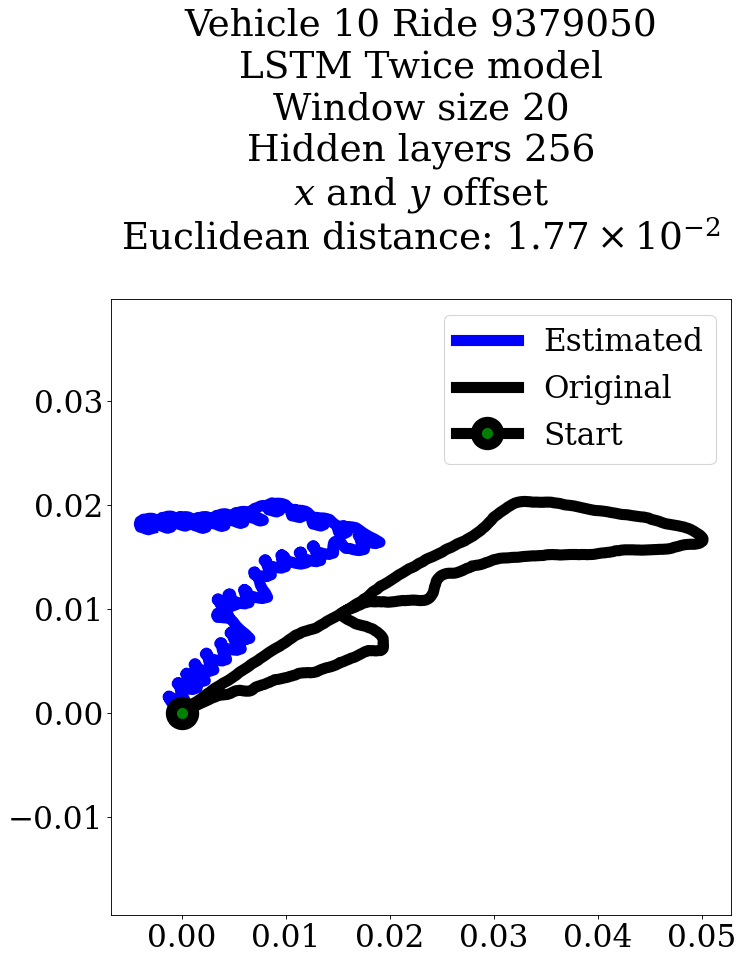 Vehicle 10 Ride 9379050
LSTM Twice model
Window size 20
Hidden layers 256
x and y offset
Euclidean distance: 1.77 × 10⁻²
Estimated
Original
Start
0.03
0.02
0.01
0.00
−0.01
0.00 0.01 0.02 0.03 0.04 0.05